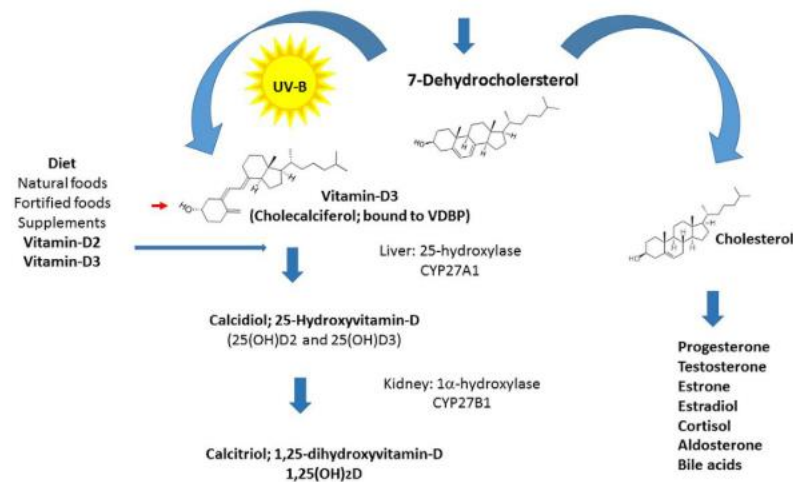 UV-B
7-Dehydrocholersterol
HO
H
H
Diet
Natural foods
Fortified foods
Supplements
Vitamin-D2
Vitamin-D3
HO
H
Vitamin-D3
(Cholecalciferol; bound to VDBP)
Liver: 25-hydroxylase
CYP27A1
HO
H
H
H
Cholesterol
Calcidiol; 25-Hydroxyvitamin-D
(25(OH)D2 and 25(OH)D3)
Kidney: 1α-hydroxylase
CYP27B1
Calcitriol; 1,25-dihydroxyvitamin-D
1,25(OH)2D
Progesterone
Testosterone
Estrone
Estradiol
Cortisol
Aldosterone
Bile acids